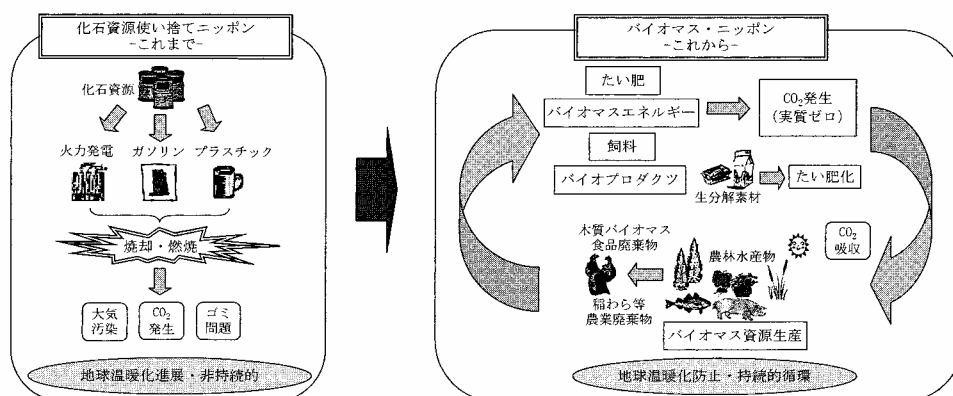 化石資源使い捨てニッポン
-これまで-
化石資源
火力発電
ガソリン
プラスチック
焼却・燃焼
大気
汚染
CO₂
発生
ゴミ
問題
地球温暖化進展・非持続的
バイオマス・ニッポン
-これから-
たい肥
バイオマスエネルギー
CO₂発生
(実質ゼロ)
飼料
バイオプロダクツ
生分解素材
たい肥化
木質バイオマス
食品廃棄物
農林水産物
CO₂
吸収
稲わら等
農業廃棄物
バイオマス資源生産
地球温暖化防止・持続的循環